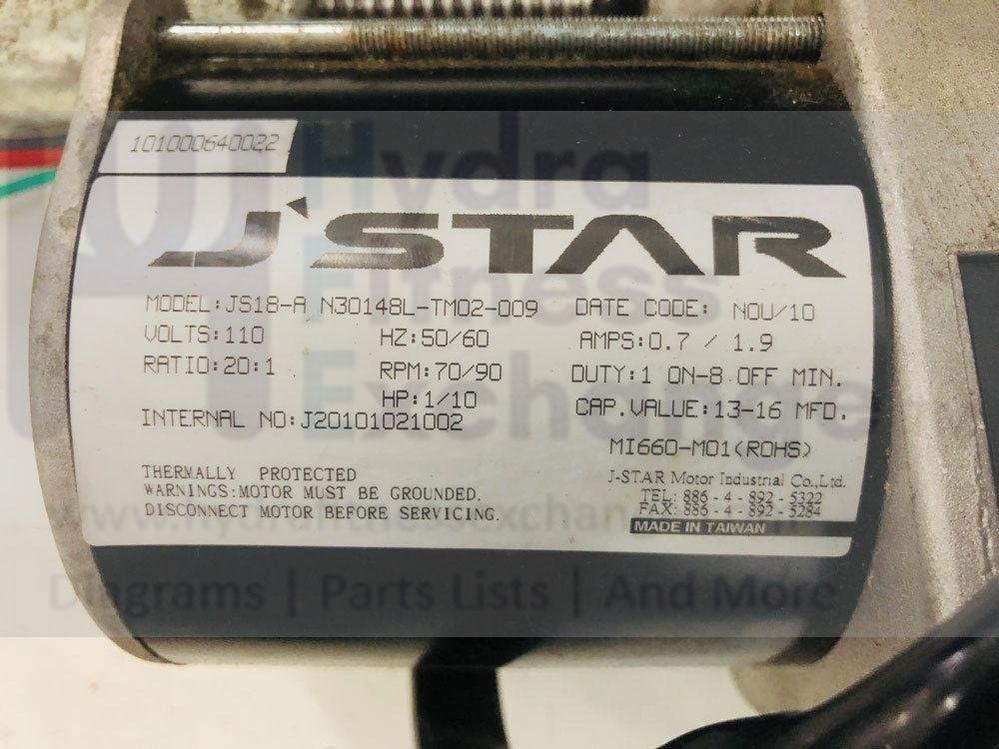 101000640022
J'STAR
MODEL:JS18-A N30148L-TM02-009 DATE CODE: NOV/10
VOLTS:110 HZ:50/60 AMPS:0.7 / 1.9
RATIO:20:1 RPM:70/90 DUTY:1 ON-8 OFF MIN.
HP:1/10 CAP.VALUE:13-16 MFD.
INTERNAL NO:J20101021002
MI660-M01(ROHS)
THERMALLY PROTECTED
WARNINGS:MOTOR MUST BE GROUNDED.
DISCONNECT MOTOR BEFORE SERVICING.
J-STAR Motor Industrial Co.,Ltd.
TEL: 886 - 4 - 892 - 5322
FAX: 886 - 4 - 892 - 5284
MADE IN TAIWAN
Hydra
Fitness
Exchange
Diagrams | Parts Lists | And More